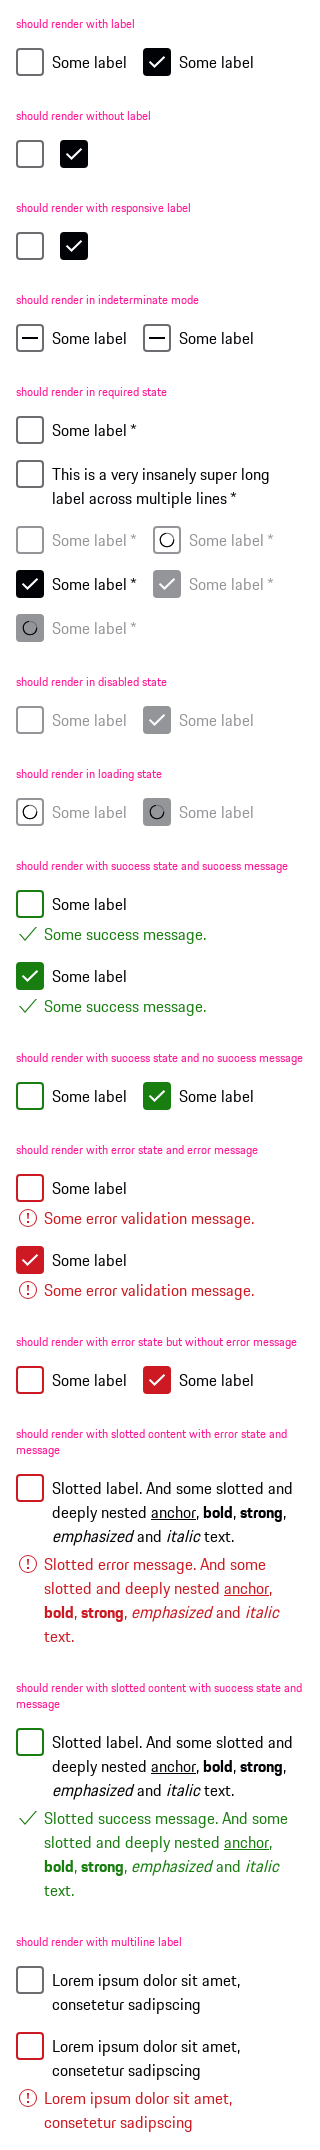 should render with label
Some label Some label
should render without label
should render with responsive label
should render in indeterminate mode
Some label Some label
should render in required state
Some label *
This is a very insanely super long
label across multiple lines *
Some label * Some label *
Some label * Some label *
Some label *
should render in disabled state
Some label Some label
should render in loading state
Some label Some label
should render with success state and success message
Some label
Some success message.
Some label
Some success message.
should render with success state and no success message
Some label Some label
should render with error state and error message
Some label
Some error validation message.
Some label
Some error validation message.
should render with error state but without error message
Some label Some label
should render with slotted content with error state and
message
Slotted label. And some slotted and
deeply nested anchor, bold, strong,
emphasized and italic text.
Slotted error message. And some
slotted and deeply nested anchor,
bold, strong, emphasized and italic
text.
should render with slotted content with success state and
message
Slotted label. And some slotted and
deeply nested anchor, bold, strong,
emphasized and italic text.
Slotted success message. And some
slotted and deeply nested anchor,
bold, strong, emphasized and italic
text.
should render with multiline label
Lorem ipsum dolor sit amet,
consetetur sadipscing
Lorem ipsum dolor sit amet,
consetetur sadipscing
Lorem ipsum dolor sit amet,
consetetur sadipscing